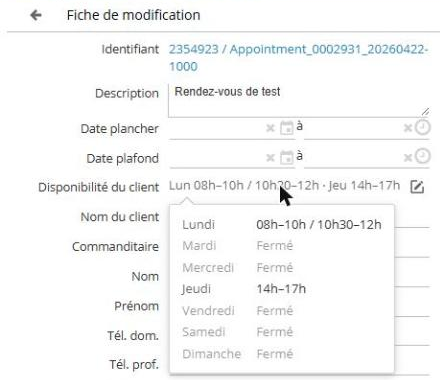 Fiche de modification
Identifiant 2354923 / Appointment_0002931_20260422-
1000
Description Rendez-vous de test
Date plancher à
Date plafond à
Disponibilité du client Lun 08h–10h / 10h30–12h · Jeu 14h–17h
Nom du client
Lundi 08h–10h / 10h30–12h
Commanditaire
Mardi Fermé
Mercredi Fermé
Nom
Jeudi 14h–17h
Prénom
Vendredi Fermé
Tél. dom.
Samedi Fermé
Dimanche Fermé
Tél. prof.